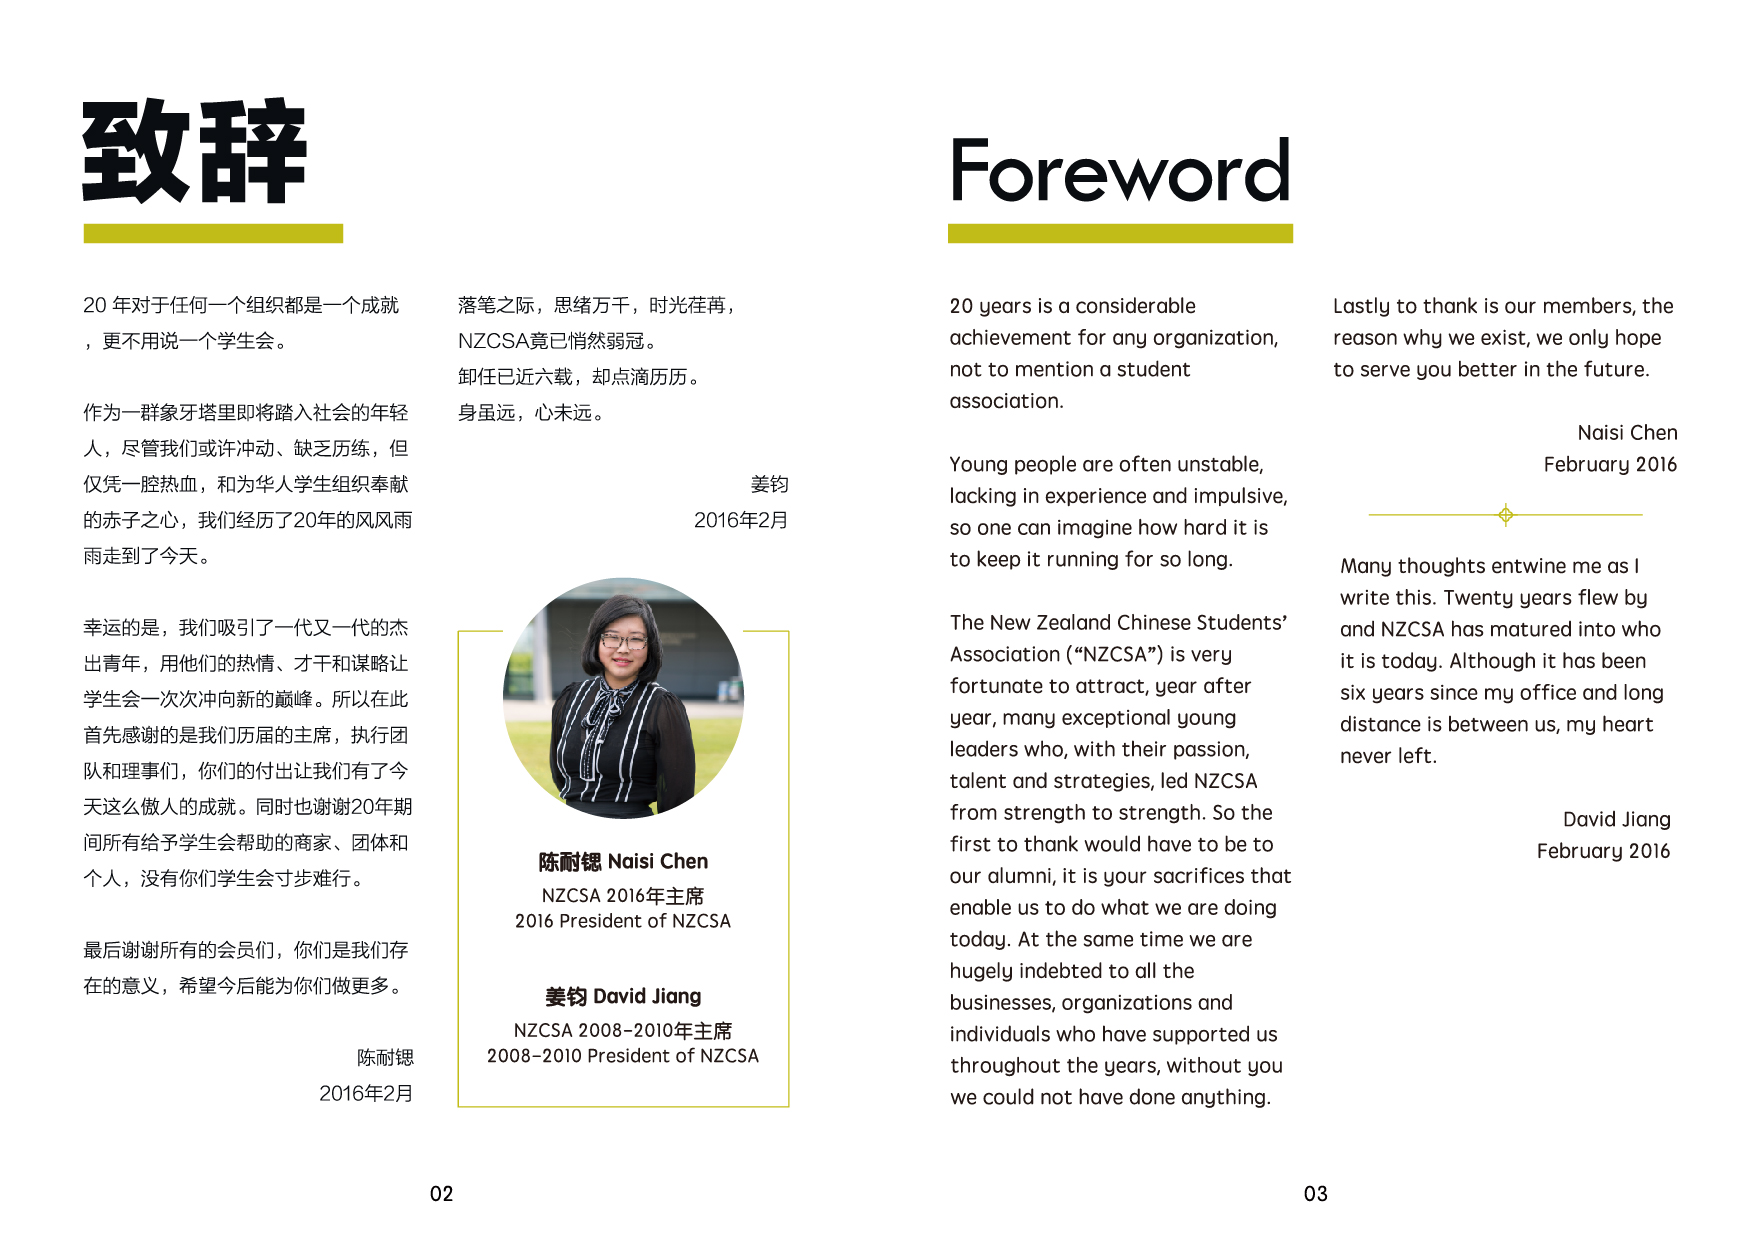 致辞
20 年对于任何一个组织都是一个成就
，更不用说一个学生会。
作为一群象牙塔里即将踏入社会的年轻
人，尽管我们或许冲动、缺乏历练，但
仅凭一腔热血，和为华人学生组织奉献
的赤子之心，我们经历了20年的风风雨
雨走到了今天。
幸运的是，我们吸引了一代又一代的杰
出青年，用他们的热情、才干和谋略让
学生会一次次冲向新的巅峰。所以在此
首先感谢的是我们历届的主席，执行团
队和理事们，你们的付出让我们有了今
天这么傲人的成就。同时也谢谢20年期
间所有给予学生会帮助的商家、团体和
个人，没有你们学生会寸步难行。
最后谢谢所有的会员们，你们是我们存
在的意义，希望今后能为你们做更多。
陈耐锶
2016年2月
落笔之际，思绪万千，时光荏苒，
NZCSA竟已悄然弱冠。
卸任已近六载，却点滴历历。
身虽远，心未远。
姜钧
2016年2月
陈耐锶 Naisi Chen
NZCSA 2016年主席
2016 President of NZCSA
姜钧 David Jiang
NZCSA 2008-2010年主席
2008-2010 President of NZCSA
02
Foreword
20 years is a considerable
achievement for any organization,
not to mention a student
association.
Young people are often unstable,
lacking in experience and impulsive,
so one can imagine how hard it is
to keep it running for so long.
The New Zealand Chinese Students’
Association (“NZCSA”) is very
fortunate to attract, year after
year, many exceptional young
leaders who, with their passion,
talent and strategies, led NZCSA
from strength to strength. So the
first to thank would have to be to
our alumni, it is your sacrifices that
enable us to do what we are doing
today. At the same time we are
hugely indebted to all the
businesses, organizations and
individuals who have supported us
throughout the years, without you
we could not have done anything.
Lastly to thank is our members, the
reason why we exist, we only hope
to serve you better in the future.
Naisi Chen
February 2016
Many thoughts entwine me as I
write this. Twenty years flew by
and NZCSA has matured into who
it is today. Although it has been
six years since my office and long
distance is between us, my heart
never left.
David Jiang
February 2016
03